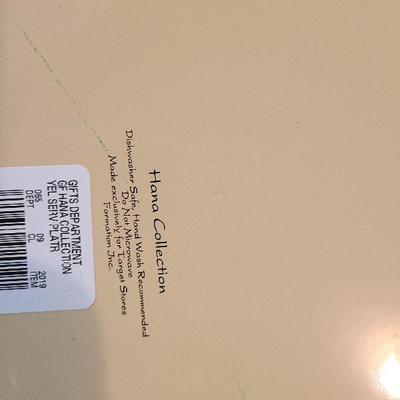 Hana Collection
Dishwasher Safe, Hand Wash Recommended
Do Not Microwave
Made exclusively for Target Stores
Formation Inc.
GIFTS DEPARTMENT
GF HANA COLLECTION
YEL SERV PLATR
065 09 2019
DEPT CL ITEM